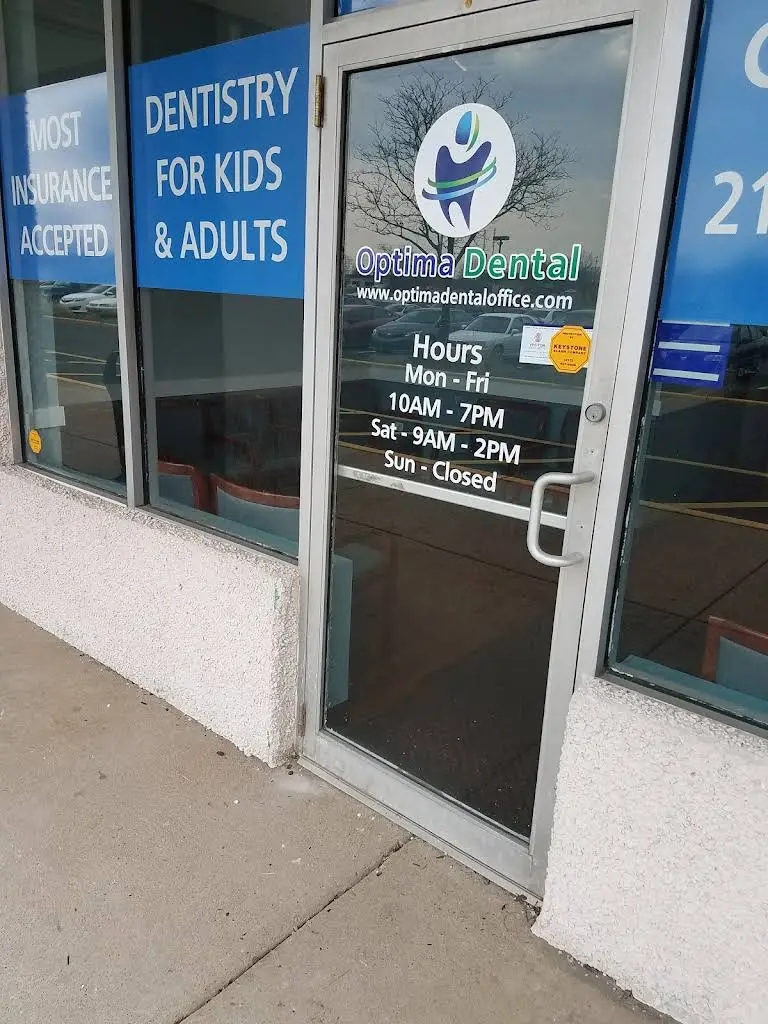 MOST
INSURANCE
ACCEPTED
DENTISTRY
FOR KIDS
& ADULTS
Optima Dental
www.optimadentaloffice.com
Hours
Mon - Fri
10AM - 7PM
Sat - 9AM - 2PM
Sun - Closed
KEYSTONE
21